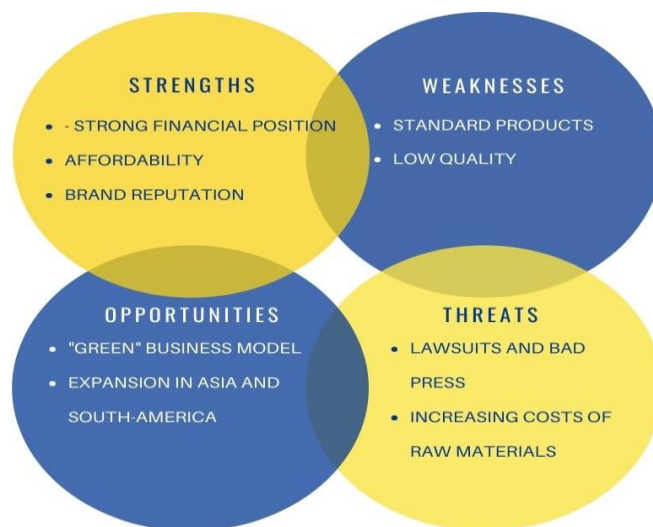 STRENGTHS
• - STRONG FINANCIAL POSITION
• AFFORDABILITY
• BRAND REPUTATION
WEAKNESSES
• STANDARD PRODUCTS
• LOW QUALITY
OPPORTUNITIES
• "GREEN" BUSINESS MODEL
• EXPANSION IN ASIA AND
SOUTH-AMERICA
THREATS
• LAWSUITS AND BAD
PRESS
• INCREASING COSTS OF
RAW MATERIALS